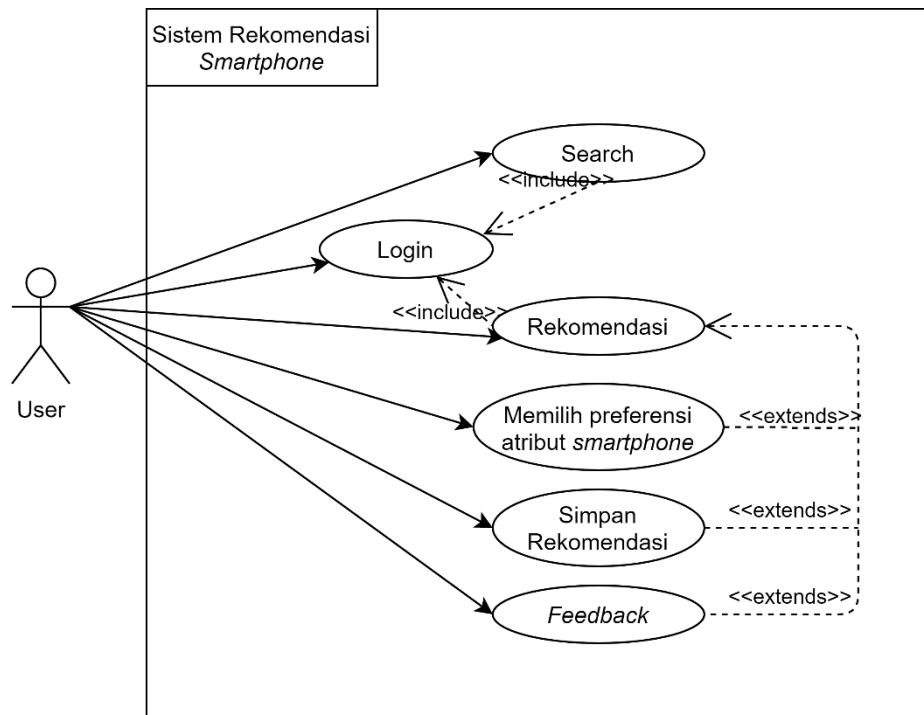 Sistem Rekomendasi
Smartphone
Search
<<include>>
Login
<<include>>
Rekomendasi
User
Memilih preferensi
atribut smartphone
<<extends>>
Simpan
Rekomendasi
<<extends>>
Feedback
<<extends>>